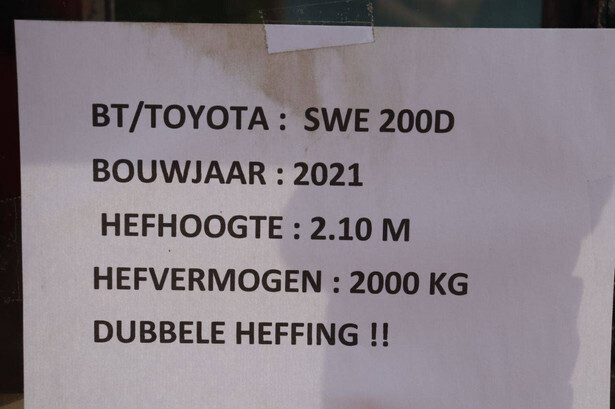 BT/TOYOTA : SWE 200D
BOUWJAAR : 2021
HEFHOOGTE : 2.10 M
HEFVERMOGEN : 2000 KG
DUBBELE HEFFING !!